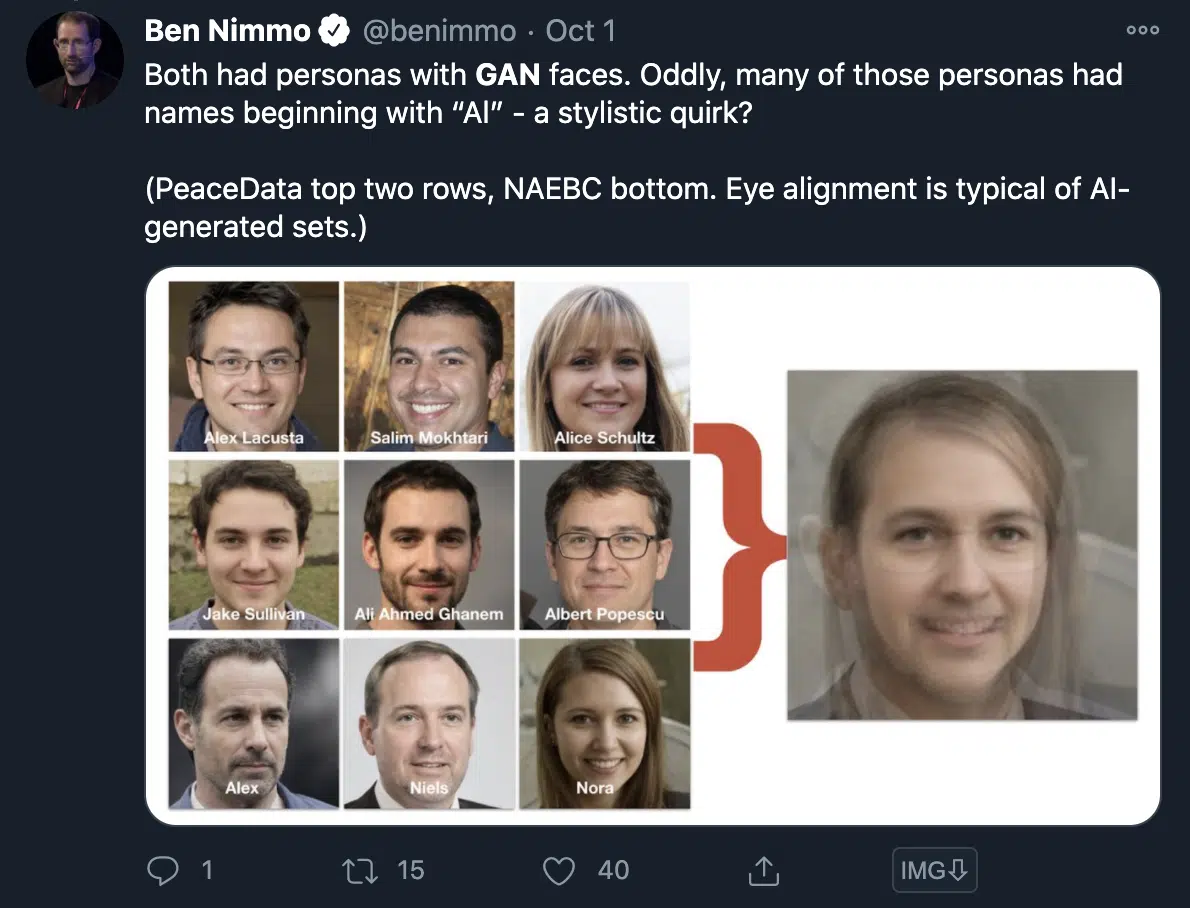 Ben Nimmo @benimmo · Oct 1
Both had personas with GAN faces. Oddly, many of those personas had
names beginning with “Al” - a stylistic quirk?
(PeaceData top two rows, NAEBC bottom. Eye alignment is typical of AI-
generated sets.)
Alex Lacusta
Salim Mokhtari
Alice Schultz
Jake Sullivan
Ali Ahmed Ghanem
Albert Popescu
Alex
Niels
Nora
1
15
40
IMG